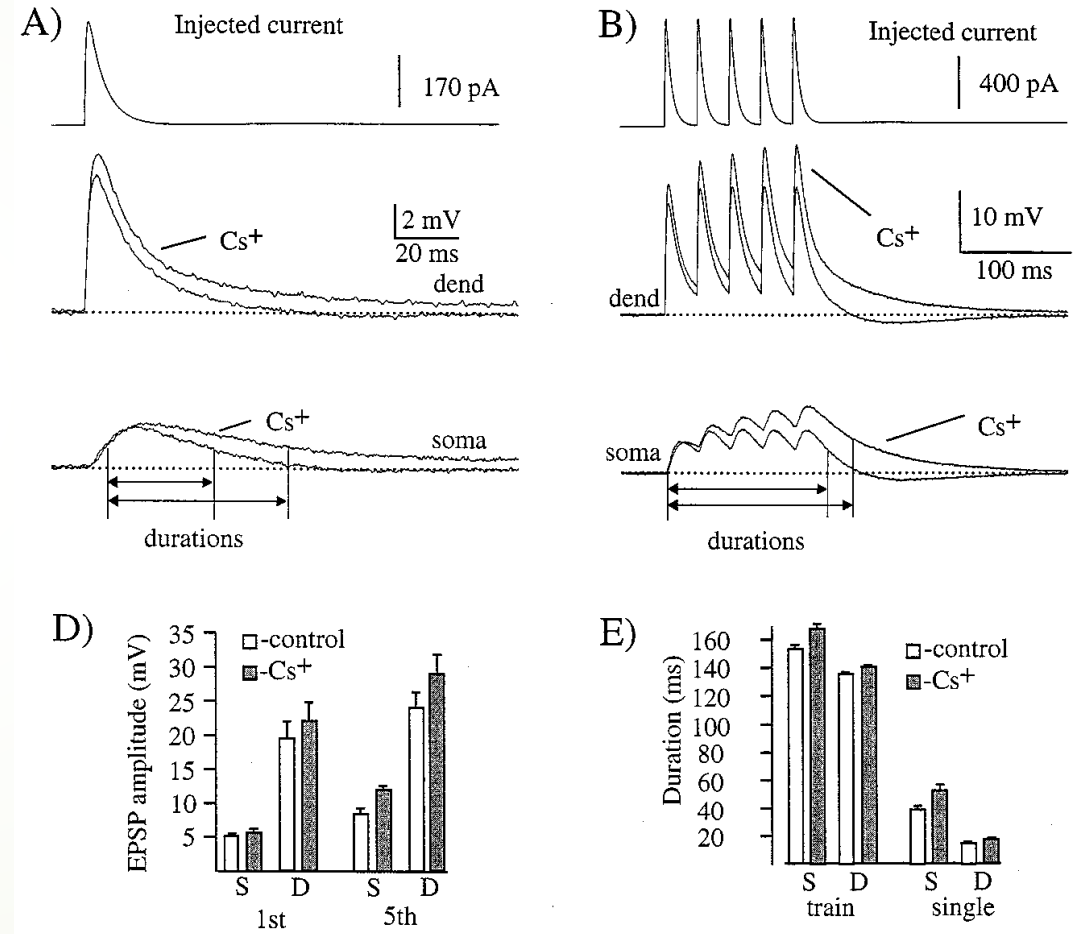 A)
Injected current
170 pA
Cs+
2 mV
20 ms
dend
Cs+
soma
durations
B)
Injected current
400 pA
Cs+
10 mV
100 ms
dend
Cs+
soma
durations
D)
EPSP amplitude (mV)
35
30
25
20
15
10
5
-control
-Cs+
S D S D
1st 5th
E)
Duration (ms)
160
140
120
100
80
60
40
20
-control
-Cs+
S D S D
train single